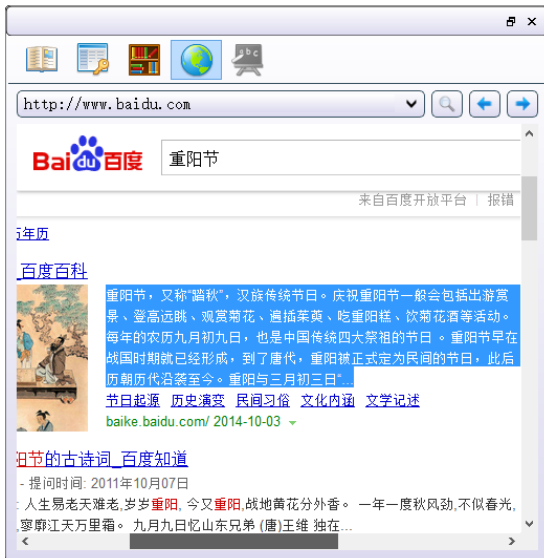 http://www.baidu.com
Bai du 百度
重阳节
来自百度开放平台 | 报错
历年历
_百度百科
重阳节，又称“踏秋”，汉族传统节日。庆祝重阳节一般会包括出游赏
景、登高远眺、观赏菊花、遍插茱萸、吃重阳糕、饮菊花酒等活动。
每年的农历九月初九日，也是中国传统四大祭祖的节日 。重阳节早在
战国时期就已经形成，到了唐代，重阳被正式定为民间的节日，此后
历朝历代沿袭至今。重阳与三月初三日“...
节日起源 历史演变 民间习俗 文化内涵 文学记述
baike.baidu.com/ 2014-10-03
阳节的古诗词_百度知道
- 提问时间: 2011年10月07日
: 人生易老天难老,岁岁重阳, 今又重阳,战地黄花分外香。 一年一度秋风劲,不似春光,
,寥廓江天万里霜。 九月九日忆山东兄弟 (唐)王维 独在...